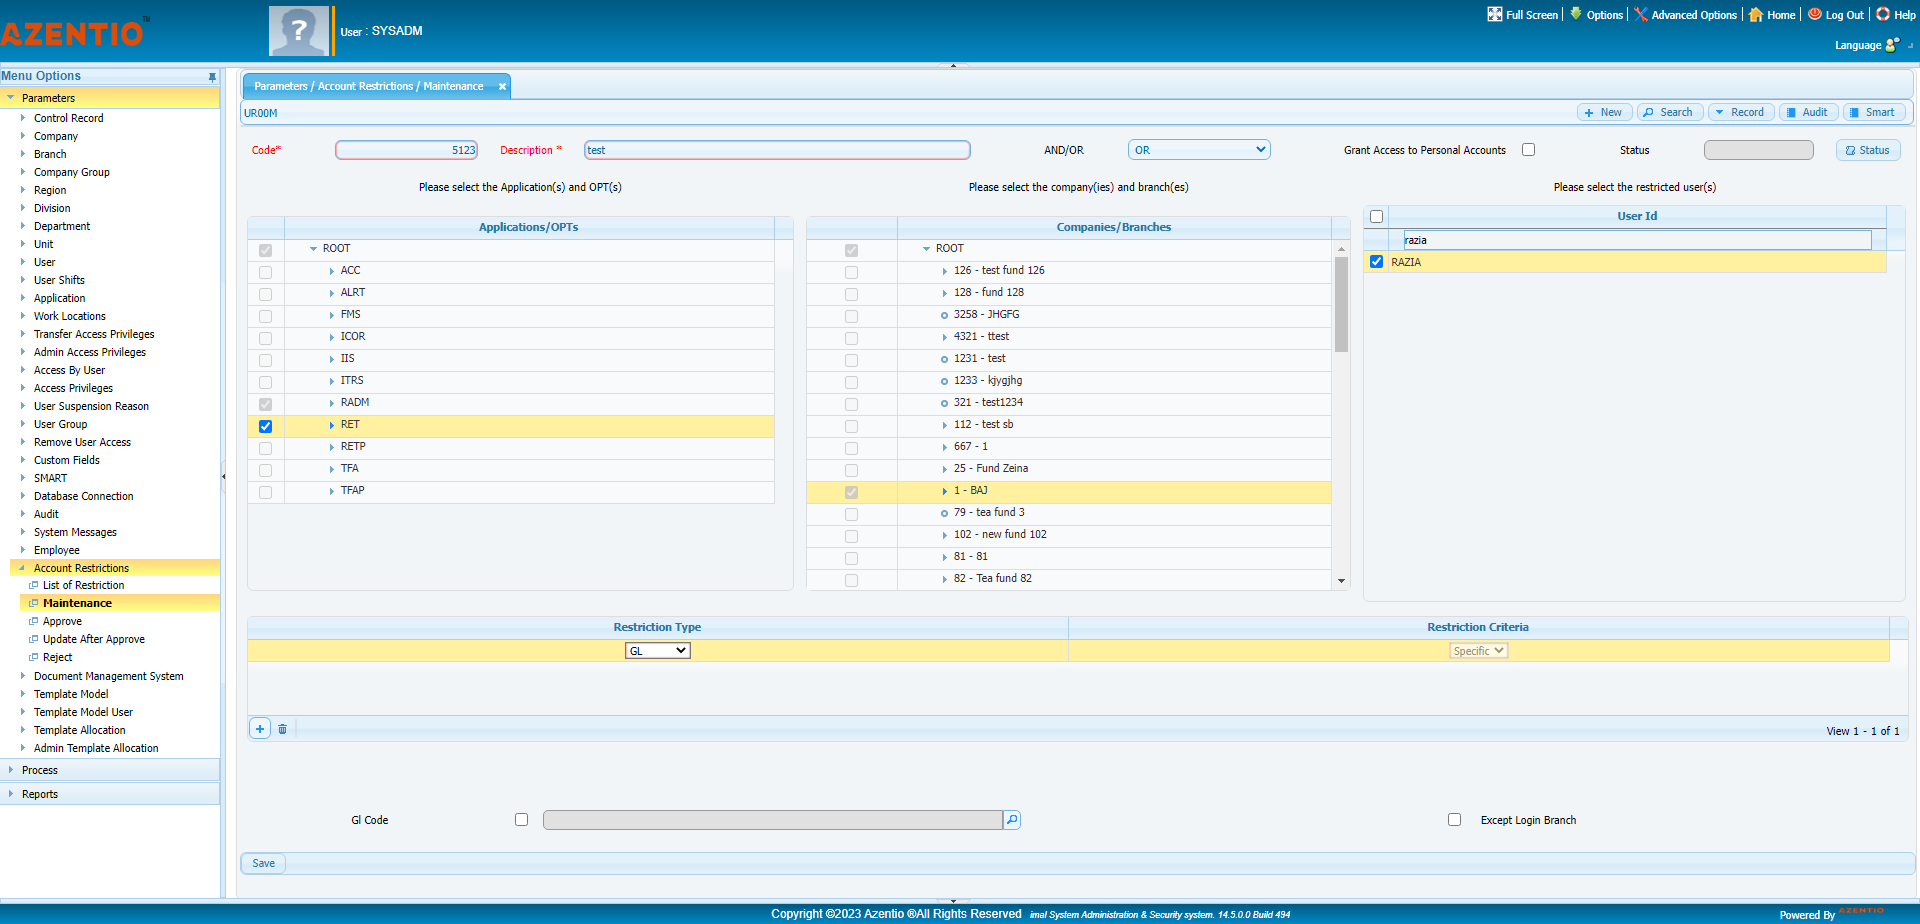 AZENTIO™
?
User : SYSADM
Full Screen
Options
Advanced Options
Home
Log Out
Help
Language
Menu Options
Parameters
Control Record
Company
Branch
Company Group
Region
Division
Department
Unit
User
User Shifts
Application
Work Locations
Transfer Access Privileges
Admin Access Privileges
Access By User
Access Privileges
User Suspension Reason
User Group
Remove User Access
Custom Fields
SMART
Database Connection
Audit
System Messages
Employee
Account Restrictions
List of Restriction
Maintenance
Approve
Update After Approve
Reject
Document Management System
Template Model
Template Model User
Template Allocation
Admin Template Allocation
Process
Reports
Parameters / Account Restrictions / Maintenance
UR00M
New
Search
Record
Audit
Smart
Code* 5123
Description * test
AND/OR OR
Grant Access to Personal Accounts
Status
Status
Please select the Application(s) and OPT(s)
Applications/OPTs
ROOT
ACC
ALRT
FMS
ICOR
IIS
ITRS
RADM
RET
RETP
TFA
TFAP
Please select the company(ies) and branch(es)
Companies/Branches
ROOT
126 - test fund 126
128 - fund 128
3258 - JHGFG
4321 - ttest
1231 - test
1233 - kjygjhg
321 - test1234
112 - test sb
667 - 1
25 - Fund Zeina
1 - BAJ
79 - tea fund 3
102 - new fund 102
81 - 81
82 - Tea fund 82
Please select the restricted user(s)
User Id
razia
RAZIA
Restriction Type
Restriction Criteria
GL
Specific
View 1 - 1 of 1
Gl Code
Except Login Branch
Save
Copyright ©2023 Azentio ®All Rights Reserved imal System Administration & Security system. 14.5.0.0 Build 494
Powered By AZENTIO